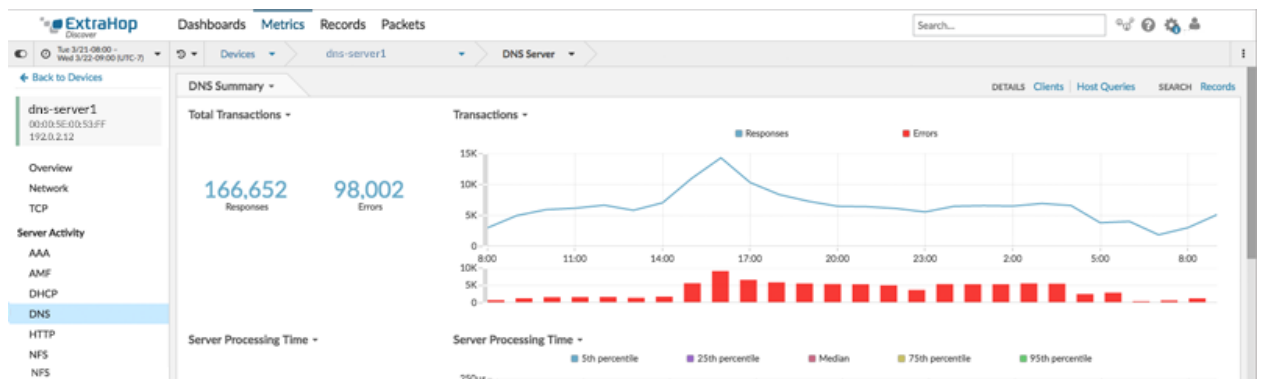 ExtraHop
Discover
Dashboards Metrics Records Packets
Search...
Tue 3/21-08:00 -
Wed 3/22-09:00 (UTC-7)
Devices
dns-server1
DNS Server
Back to Devices
dns-server1
00:00:5E:00:53:FF
192.0.2.12
Overview
Network
TCP
Server Activity
AAA
AMF
DHCP
DNS
HTTP
NFS
NFS
DNS Summary
DETAILS Clients Host Queries SEARCH Records
Total Transactions
166,652 98,002
Responses Errors
Transactions
Responses Errors
15K
10K
5K
0
8:00 11:00 14:00 17:00 20:00 23:00 2:00 5:00 8:00
10K
5K
0
Server Processing Time
Server Processing Time
5th percentile 25th percentile Median 75th percentile 95th percentile